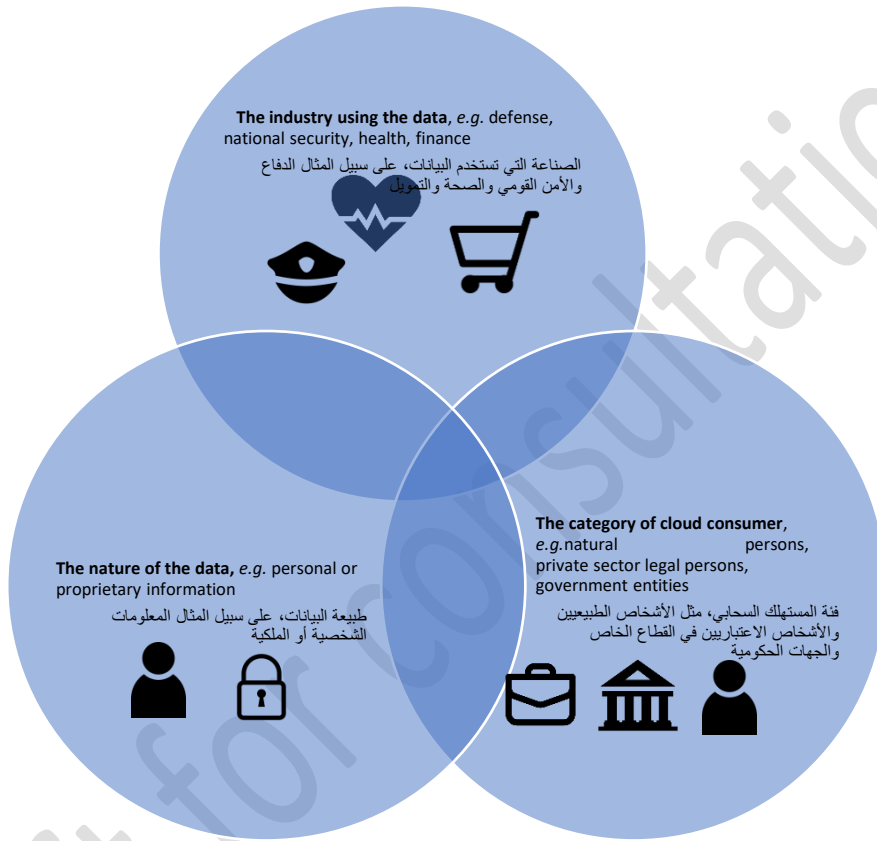 The industry using the data, e.g. defense,
national security, health, finance
الصناعة التي تستخدم البيانات، على سبيل المثال الدفاع
والأمن القومي والصحة والتمويل
The nature of the data, e.g. personal or
proprietary information
طبيعة البيانات، على سبيل المثال المعلومات
الشخصية أو الملكية
The category of cloud consumer,
e.g.natural persons,
private sector legal persons,
government entities
فئة المستهلك السحابي، مثل الأشخاص الطبيعيين
والأشخاص الاعتباريين في القطاع الخاص
والجهات الحكومية
for consultatio